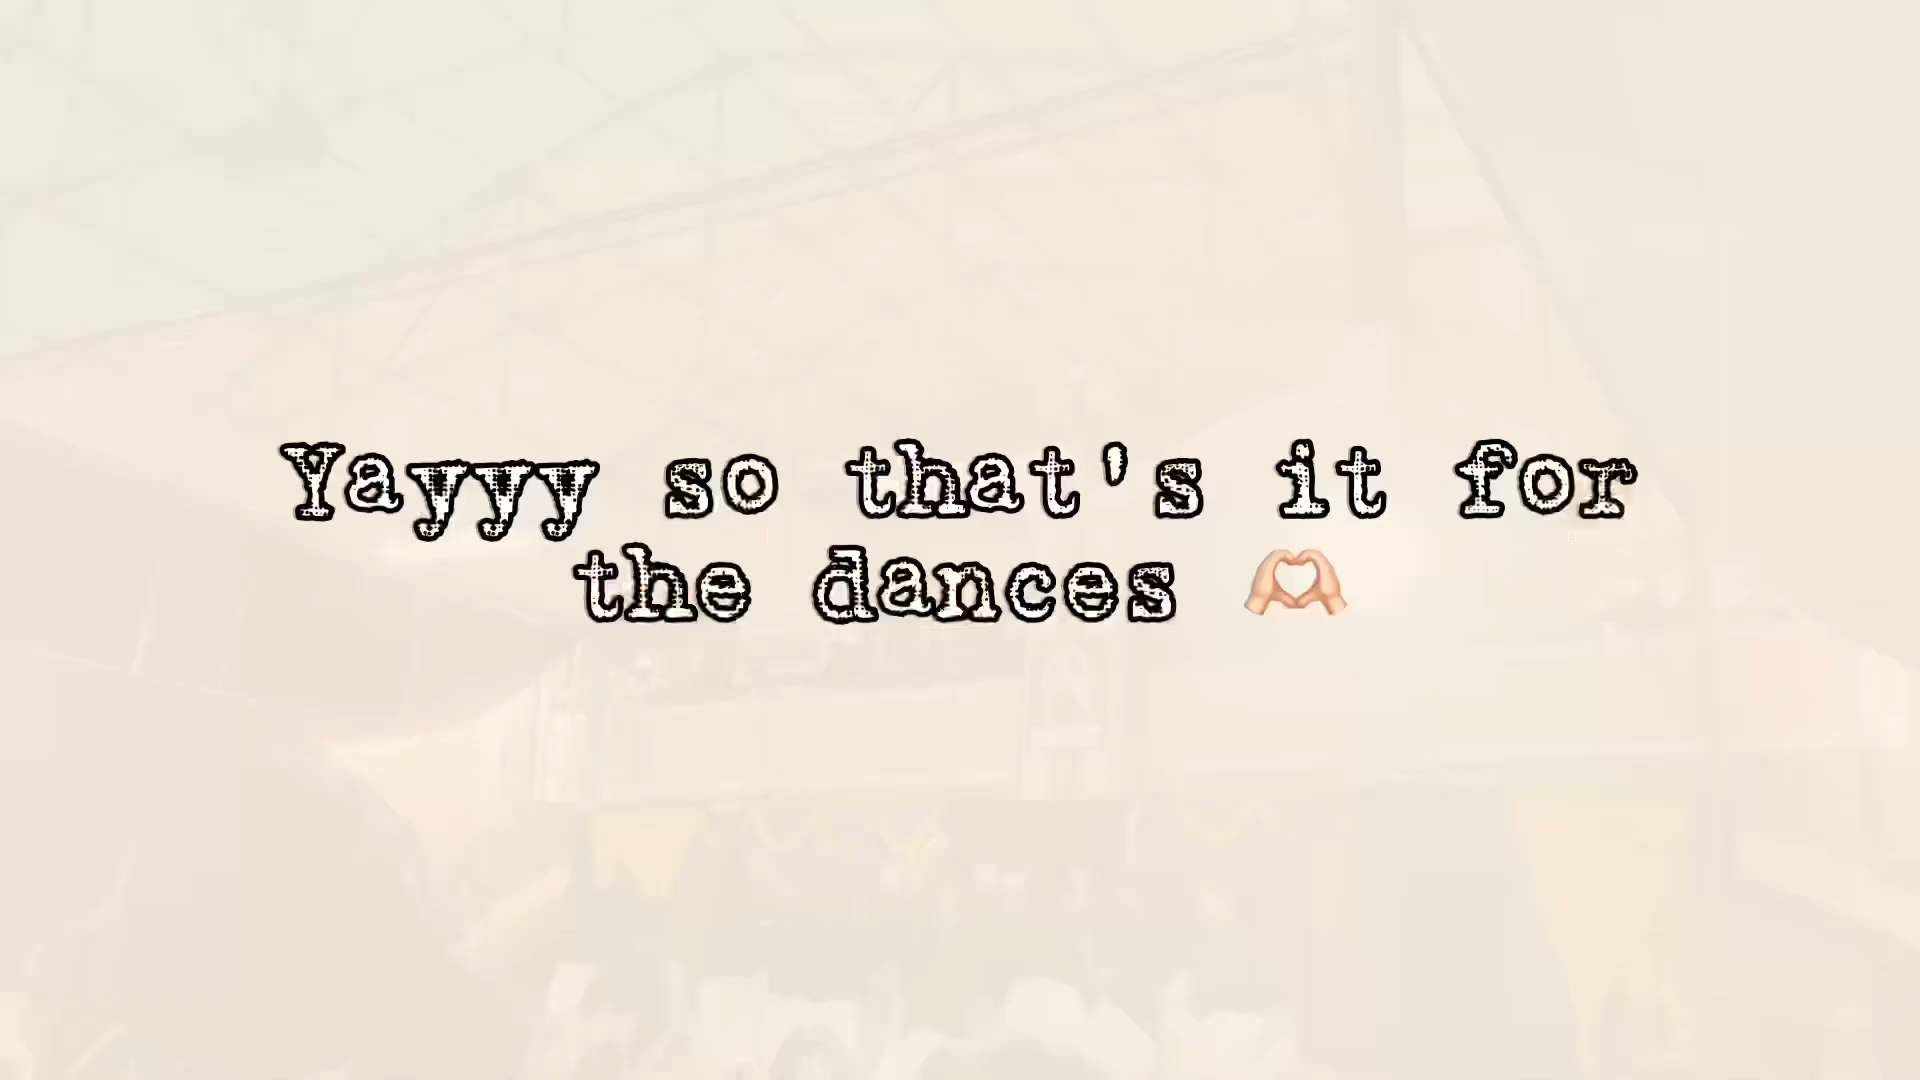 Yayyy so that's it for
the dances 🫶🏻